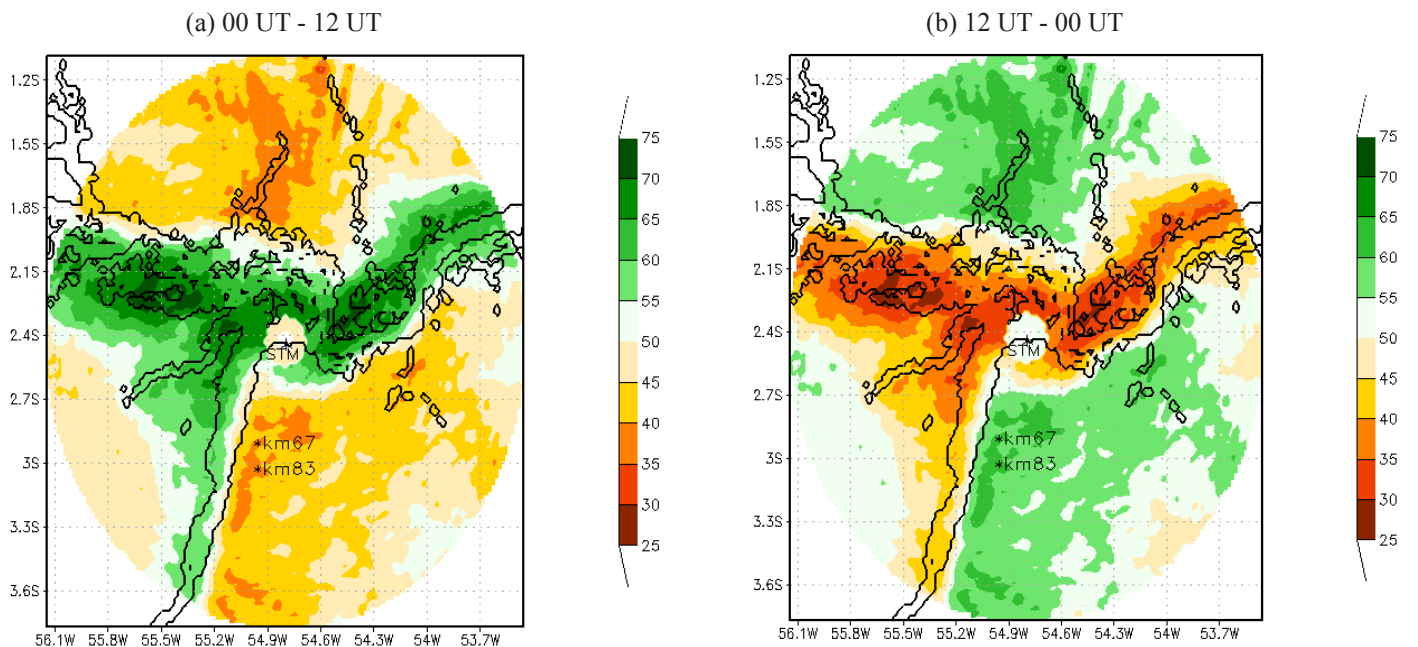 (a) 00 UT - 12 UT
(b) 12 UT - 00 UT
1.2S
1.5S
1.8S
2.1S
2.4S
2.7S
3S
3.3S
3.6S
STM
km67
km83
56.1W 55.8W 55.5W 55.2W 54.9W 54.6W 54.3W 54W 53.7W
75
70
65
60
55
50
45
40
35
30
25
1.2S
1.5S
1.8S
2.1S
2.4S
2.7S
3S
3.3S
3.6S
STM
km67
km83
56.1W 55.8W 55.5W 55.2W 54.9W 54.6W 54.3W 54W 53.7W
75
70
65
60
55
50
45
40
35
30
25